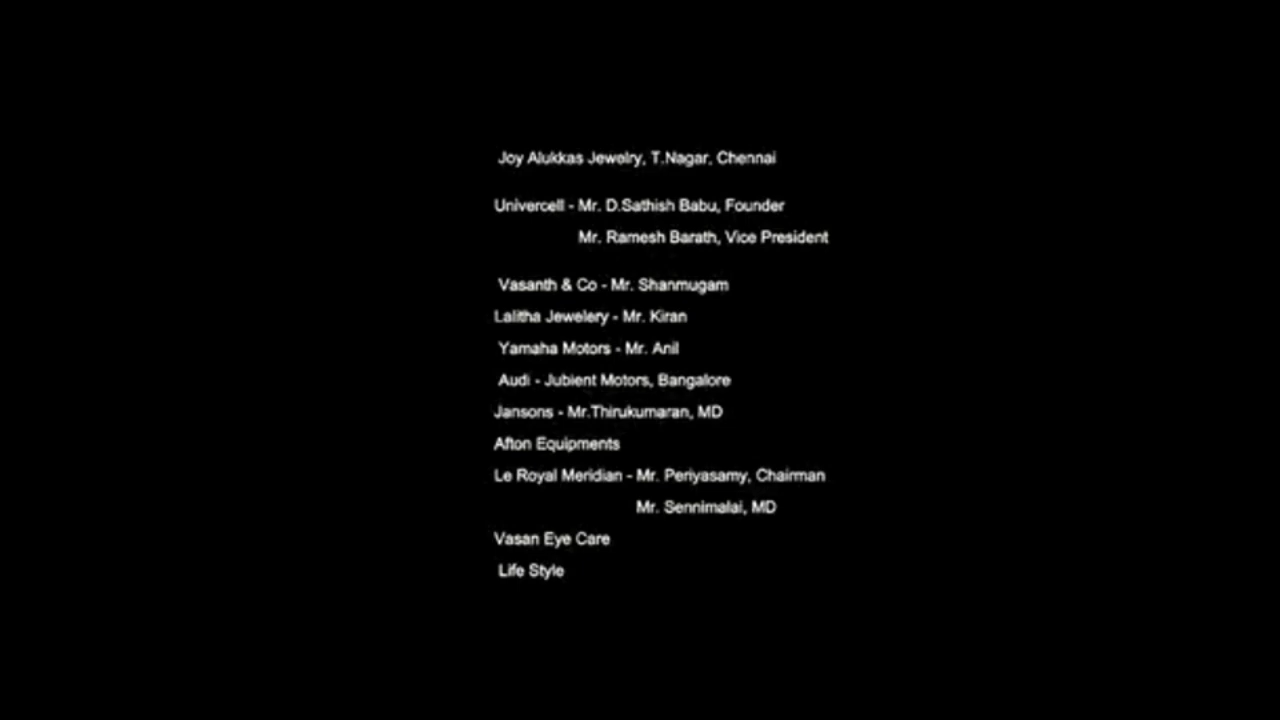 Joy Alukkas Jewelry, T.Nagar, Chennai
Univercell - Mr. D.Sathish Babu, Founder
Mr. Ramesh Barath, Vice President
Vasanth & Co - Mr. Shanmugam
Lalitha Jewelery - Mr. Kiran
Yamaha Motors - Mr. Anil
Audi - Jubient Motors, Bangalore
Jansons - Mr.Thirukumaran, MD
Afton Equipments
Le Royal Meridian - Mr. Periyasamy, Chairman
Mr. Sennimalai, MD
Vasan Eye Care
Life Style